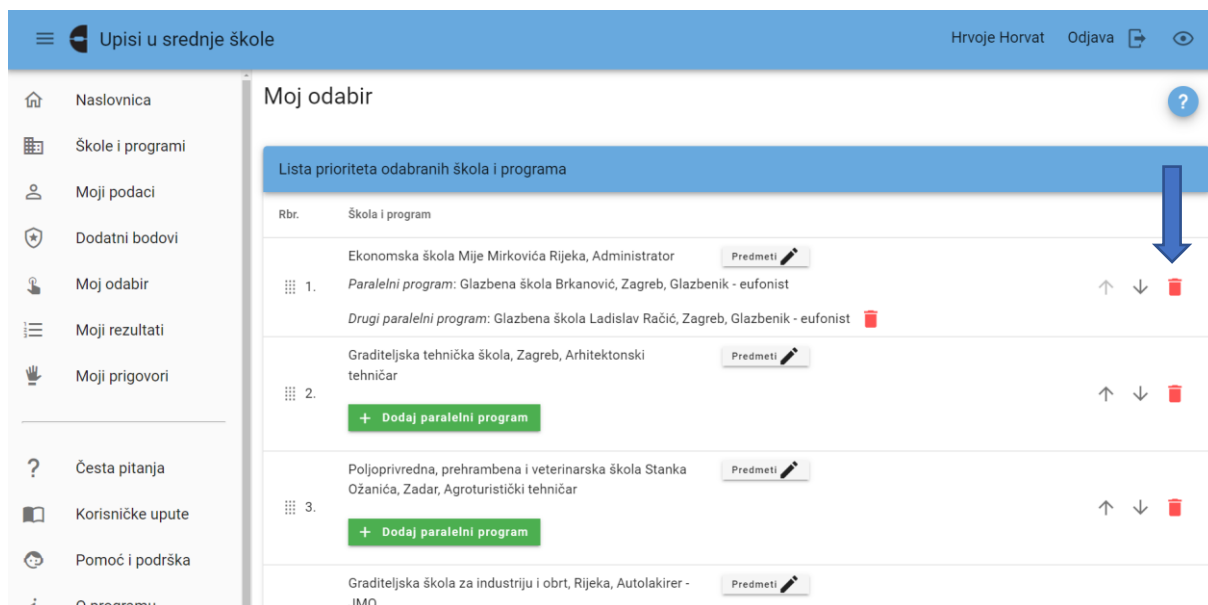 Upisi u srednje škole
Hrvoje Horvat
Odjava
Naslovnica
Škole i programi
Moji podaci
Dodatni bodovi
Moj odabir
Moji rezultati
Moji prigovori
Česta pitanja
Korisničke upute
Pomoć i podrška
O programu
Moj odabir
?
Lista prioriteta odabranih škola i programa
Rbr. Škola i program
1.
Ekonomska škola Mije Mirkovića Rijeka, Administrator
Predmeti
Paralelni program: Glazbena škola Brkanović, Zagreb, Glazbenik - eufonist
Drugi paralelni program: Glazbena škola Ladislav Račić, Zagreb, Glazbenik - eufonist
2.
Graditeljska tehnička škola, Zagreb, Arhitektonski
tehničar
Predmeti
+ Dodaj paralelni program
3.
Poljoprivredna, prehrambena i veterinarska škola Stanka
Ožanića, Zadar, Agroturistički tehničar
Predmeti
+ Dodaj paralelni program
Graditeljska škola za industriju i obrt, Rijeka, Autolakirer -
JMO
Predmeti